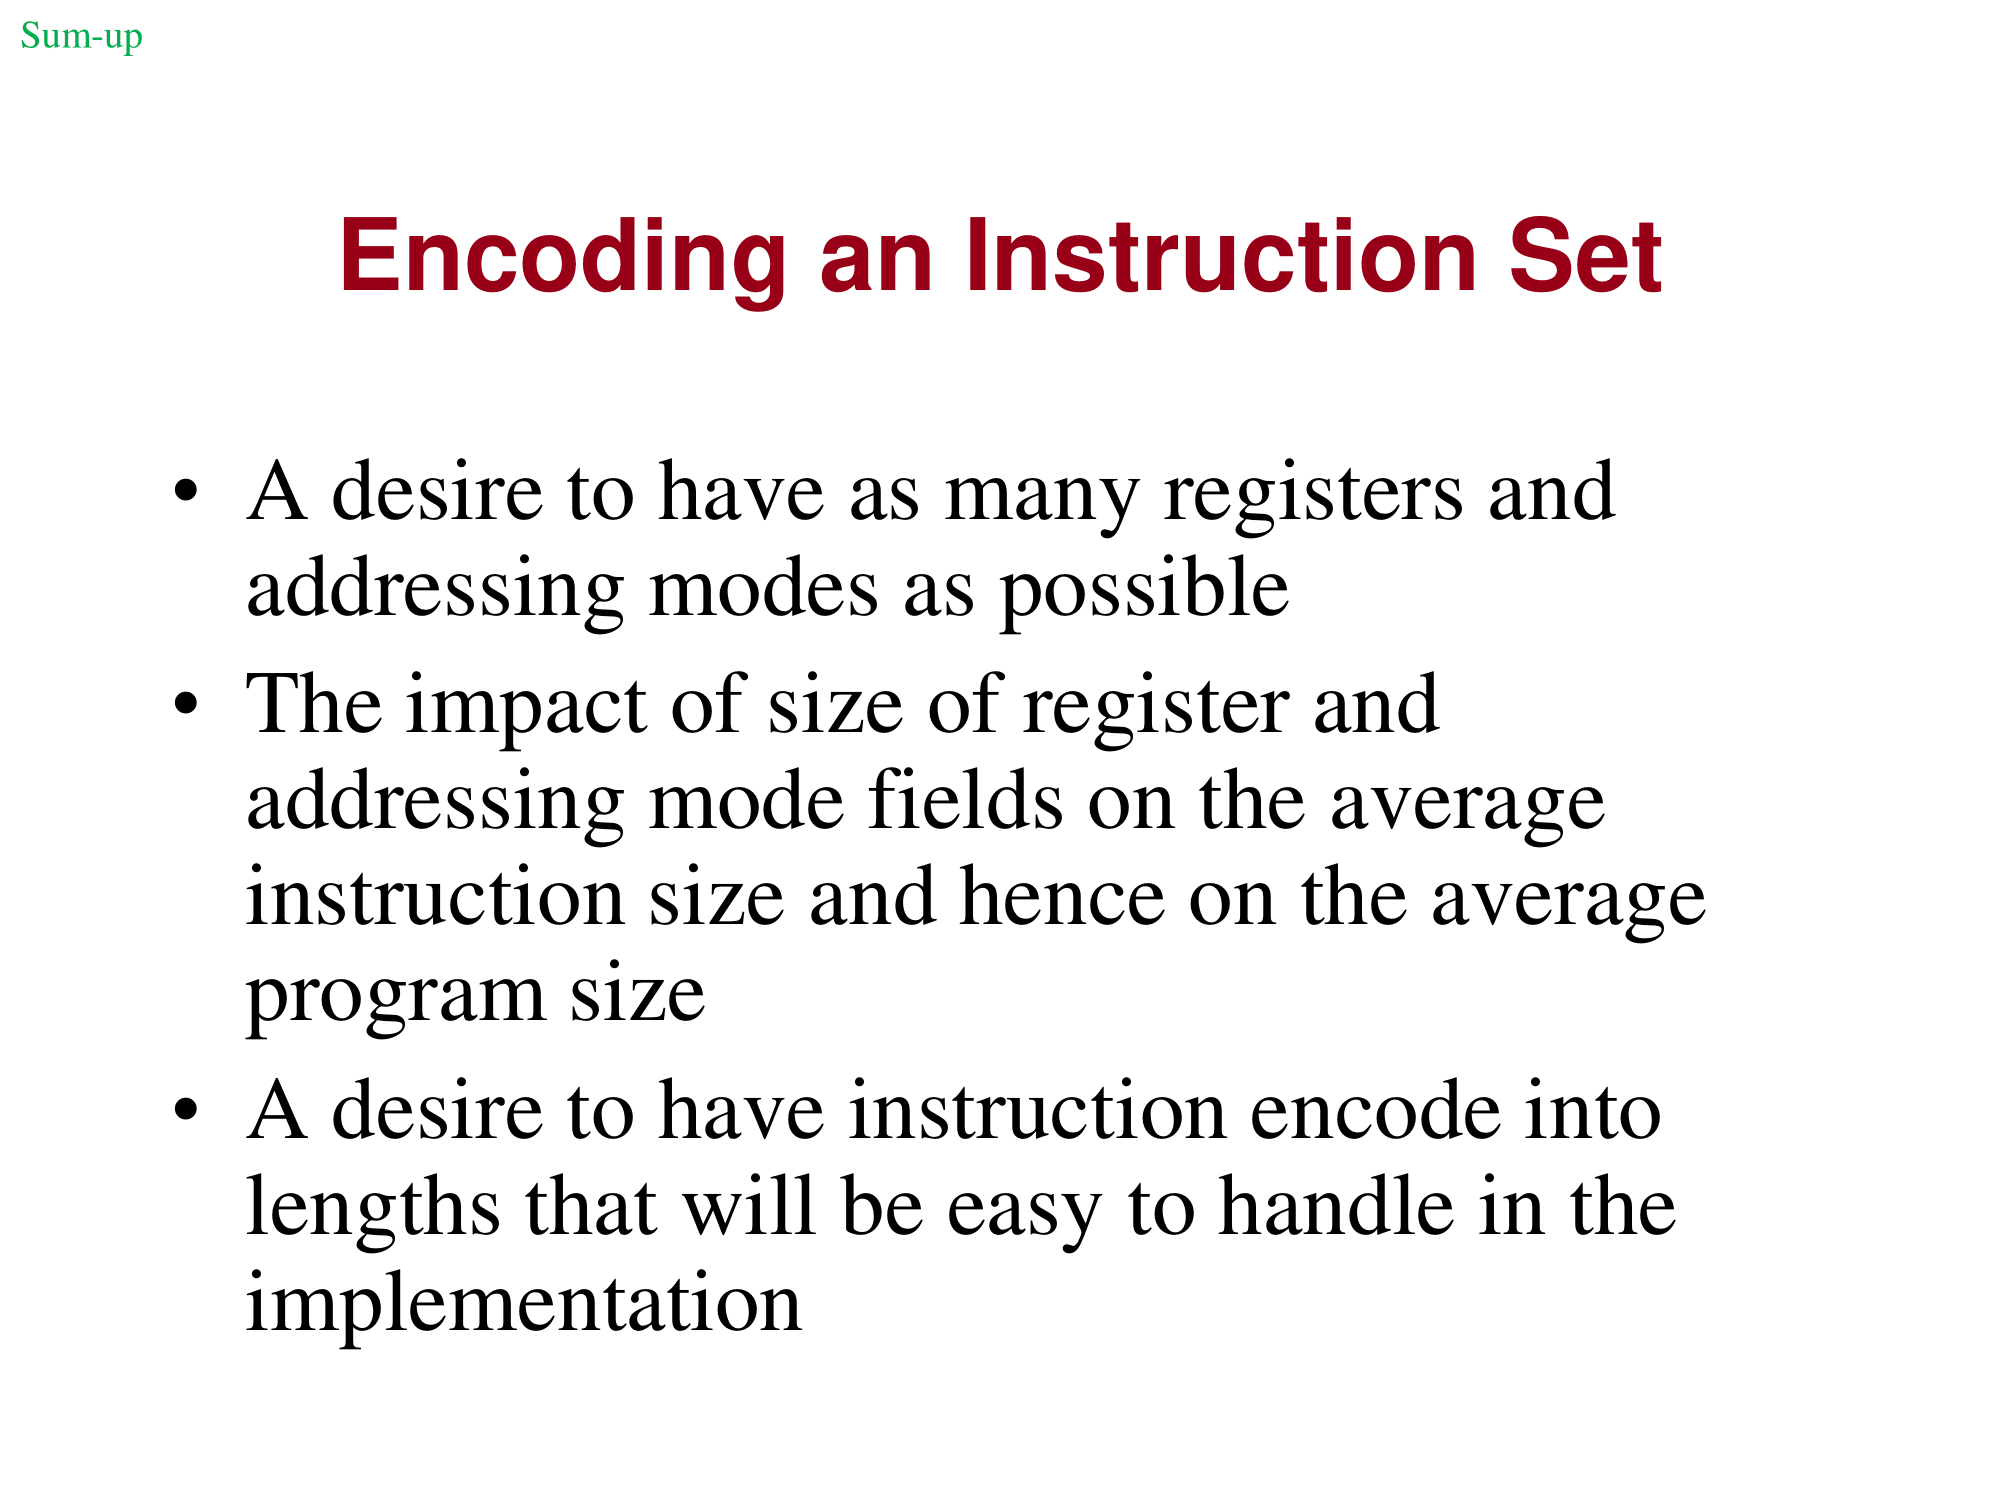 Sum-up
Encoding an Instruction Set
• A desire to have as many registers and
addressing modes as possible
• The impact of size of register and
addressing mode fields on the average
instruction size and hence on the average
program size
• A desire to have instruction encode into
lengths that will be easy to handle in the
implementation